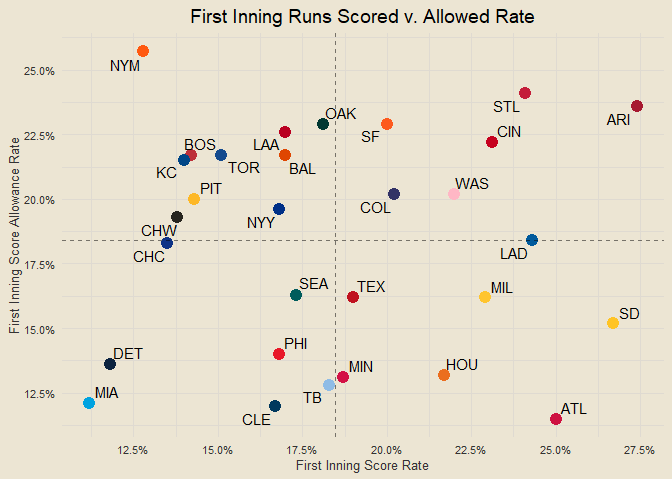 First Inning Runs Scored v. Allowed Rate
First Inning Score Allowance Rate
25.0%
22.5%
20.0%
17.5%
15.0%
12.5%
NYM
STL
ARI
OAK
SF
CIN
BOS
LAA
KC
TOR
BAL
PIT
WAS
COL
CHW
NYY
CHC
LAD
SEA
TEX
MIL
SD
PHI
DET
MIN
HOU
MIA
TB
CLE
ATL
12.5%
15.0%
17.5%
20.0%
22.5%
25.0%
27.5%
First Inning Score Rate